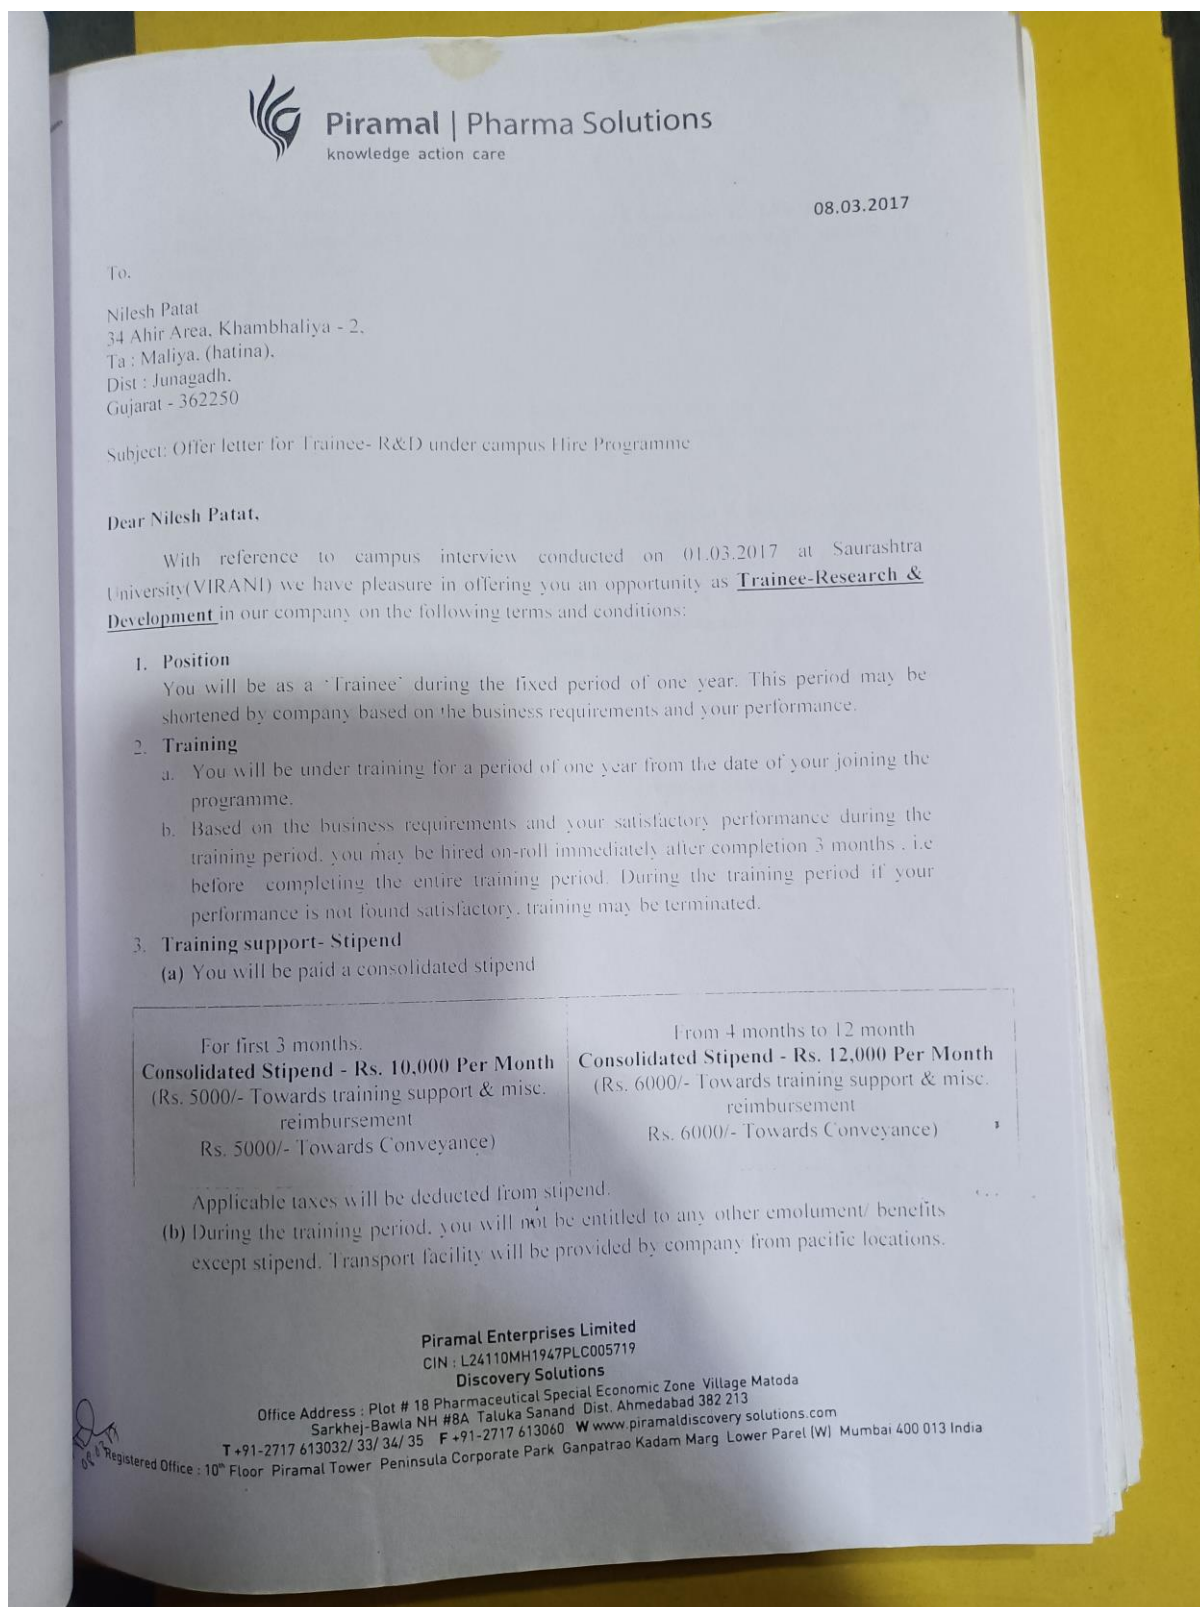 Piramal | Pharma Solutions
knowledge action care
08.03.2017
To,
Nilesh Patat
34 Ahir Area, Khambhaliya - 2,
Ta : Maliya, (hatina),
Dist : Junagadh,
Gujarat - 362250
Subject: Offer letter for Trainee- R&D under campus Hire Programme
Dear Nilesh Patat,
With reference to campus interview conducted on 01.03.2017 at Saurashtra
University(VIRANI) we have pleasure in offering you an opportunity as Trainee-Research &
Development in our company on the following terms and conditions:
1. Position
You will be as a 'Trainee' during the fixed period of one year. This period may be
shortened by company based on the business requirements and your performance.
2. Training
a. You will be under training for a period of one year from the date of your joining the
programme.
b. Based on the business requirements and your satisfactory performance during the
training period, you may be hired on-roll immediately after completion 3 months , i.e
before completing the entire training period. During the training period if your
performance is not found satisfactory, training may be terminated.
3. Training support- Stipend
(a) You will be paid a consolidated stipend
For first 3 months,
Consolidated Stipend - Rs. 10,000 Per Month
(Rs. 5000/- Towards training support & misc.
reimbursement
Rs. 5000/- Towards Conveyance)
From 4 months to 12 month
Consolidated Stipend - Rs. 12,000 Per Month
(Rs. 6000/- Towards training support & misc.
reimbursement
Rs. 6000/- Towards Conveyance)
Applicable taxes will be deducted from stipend.
(b) During the training period, you will not be entitled to any other emolument/ benefits
except stipend. Transport facility will be provided by company from pacific locations.
Piramal Enterprises Limited
CIN : L24110MH1947PLC005719
Discovery Solutions
Office Address : Plot # 18 Pharmaceutical Special Economic Zone Village Matoda
Sarkhej-Bawla NH #8A Taluka Sanand Dist. Ahmedabad 382 213
T +91-2717 613032/ 33/ 34/ 35 F +91-2717 613060 W www.piramaldiscovery solutions.com
Registered Office : 10th Floor Piramal Tower Peninsula Corporate Park Ganpatrao Kadam Marg Lower Parel (W) Mumbai 400 013 India